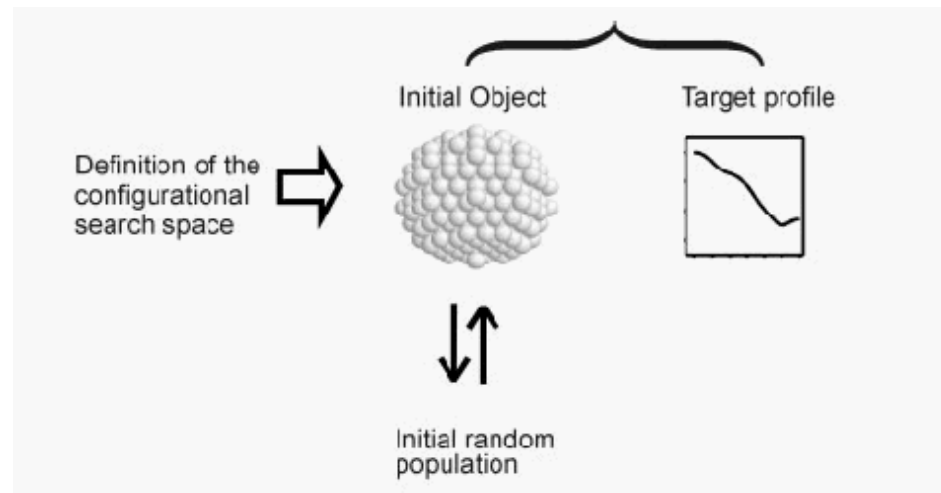 Initial Object
Target profile
Definition of the
configurational
search space
Initial random
population